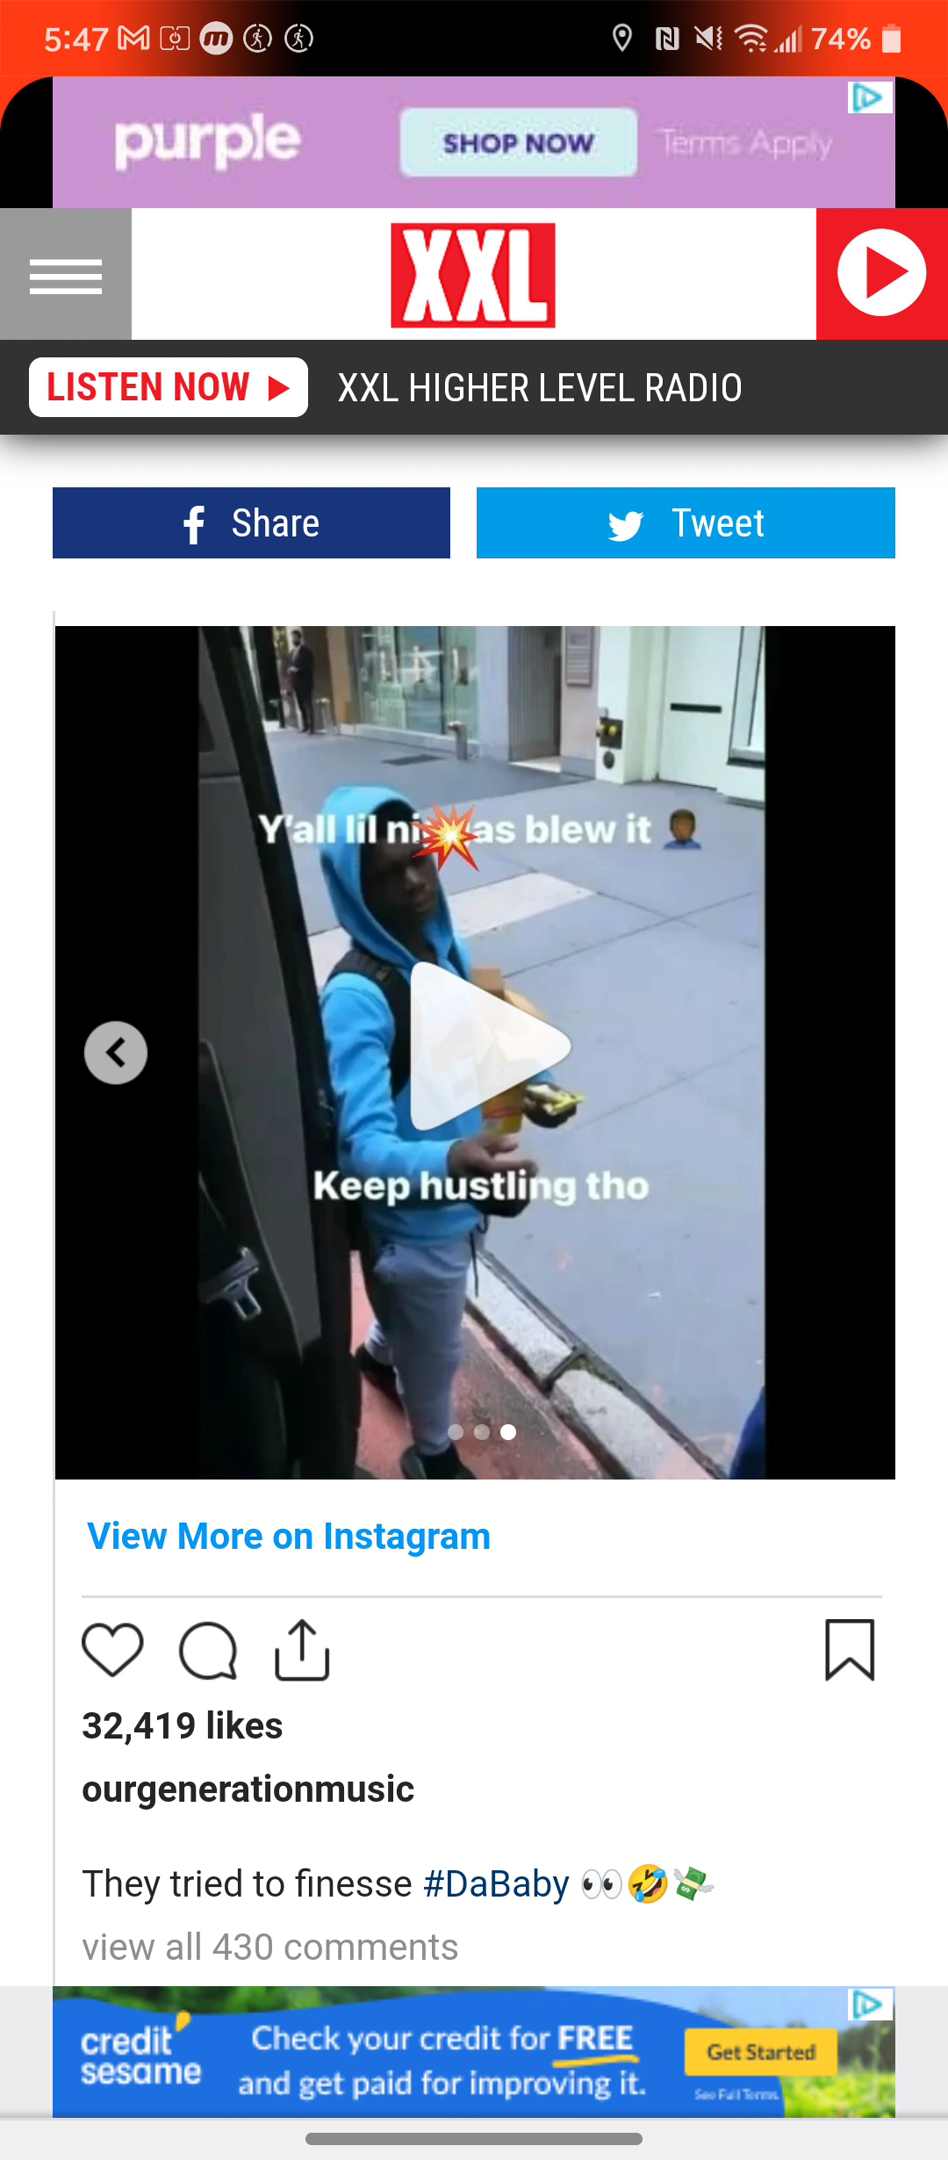 5:47
74%
purple
SHOP NOW
Terms Apply
XXL
LISTEN NOW
XXL HIGHER LEVEL RADIO
Share
Tweet
Y'all lil ni💥as blew it 🤦🏾‍♂️
Keep hustling tho
View More on Instagram
32,419 likes
ourgenerationmusic
They tried to finesse #DaBaby 👀🤣💸
view all 430 comments
credit sesame
Check your credit for FREE
and get paid for improving it.
Get Started
See Full Terms.